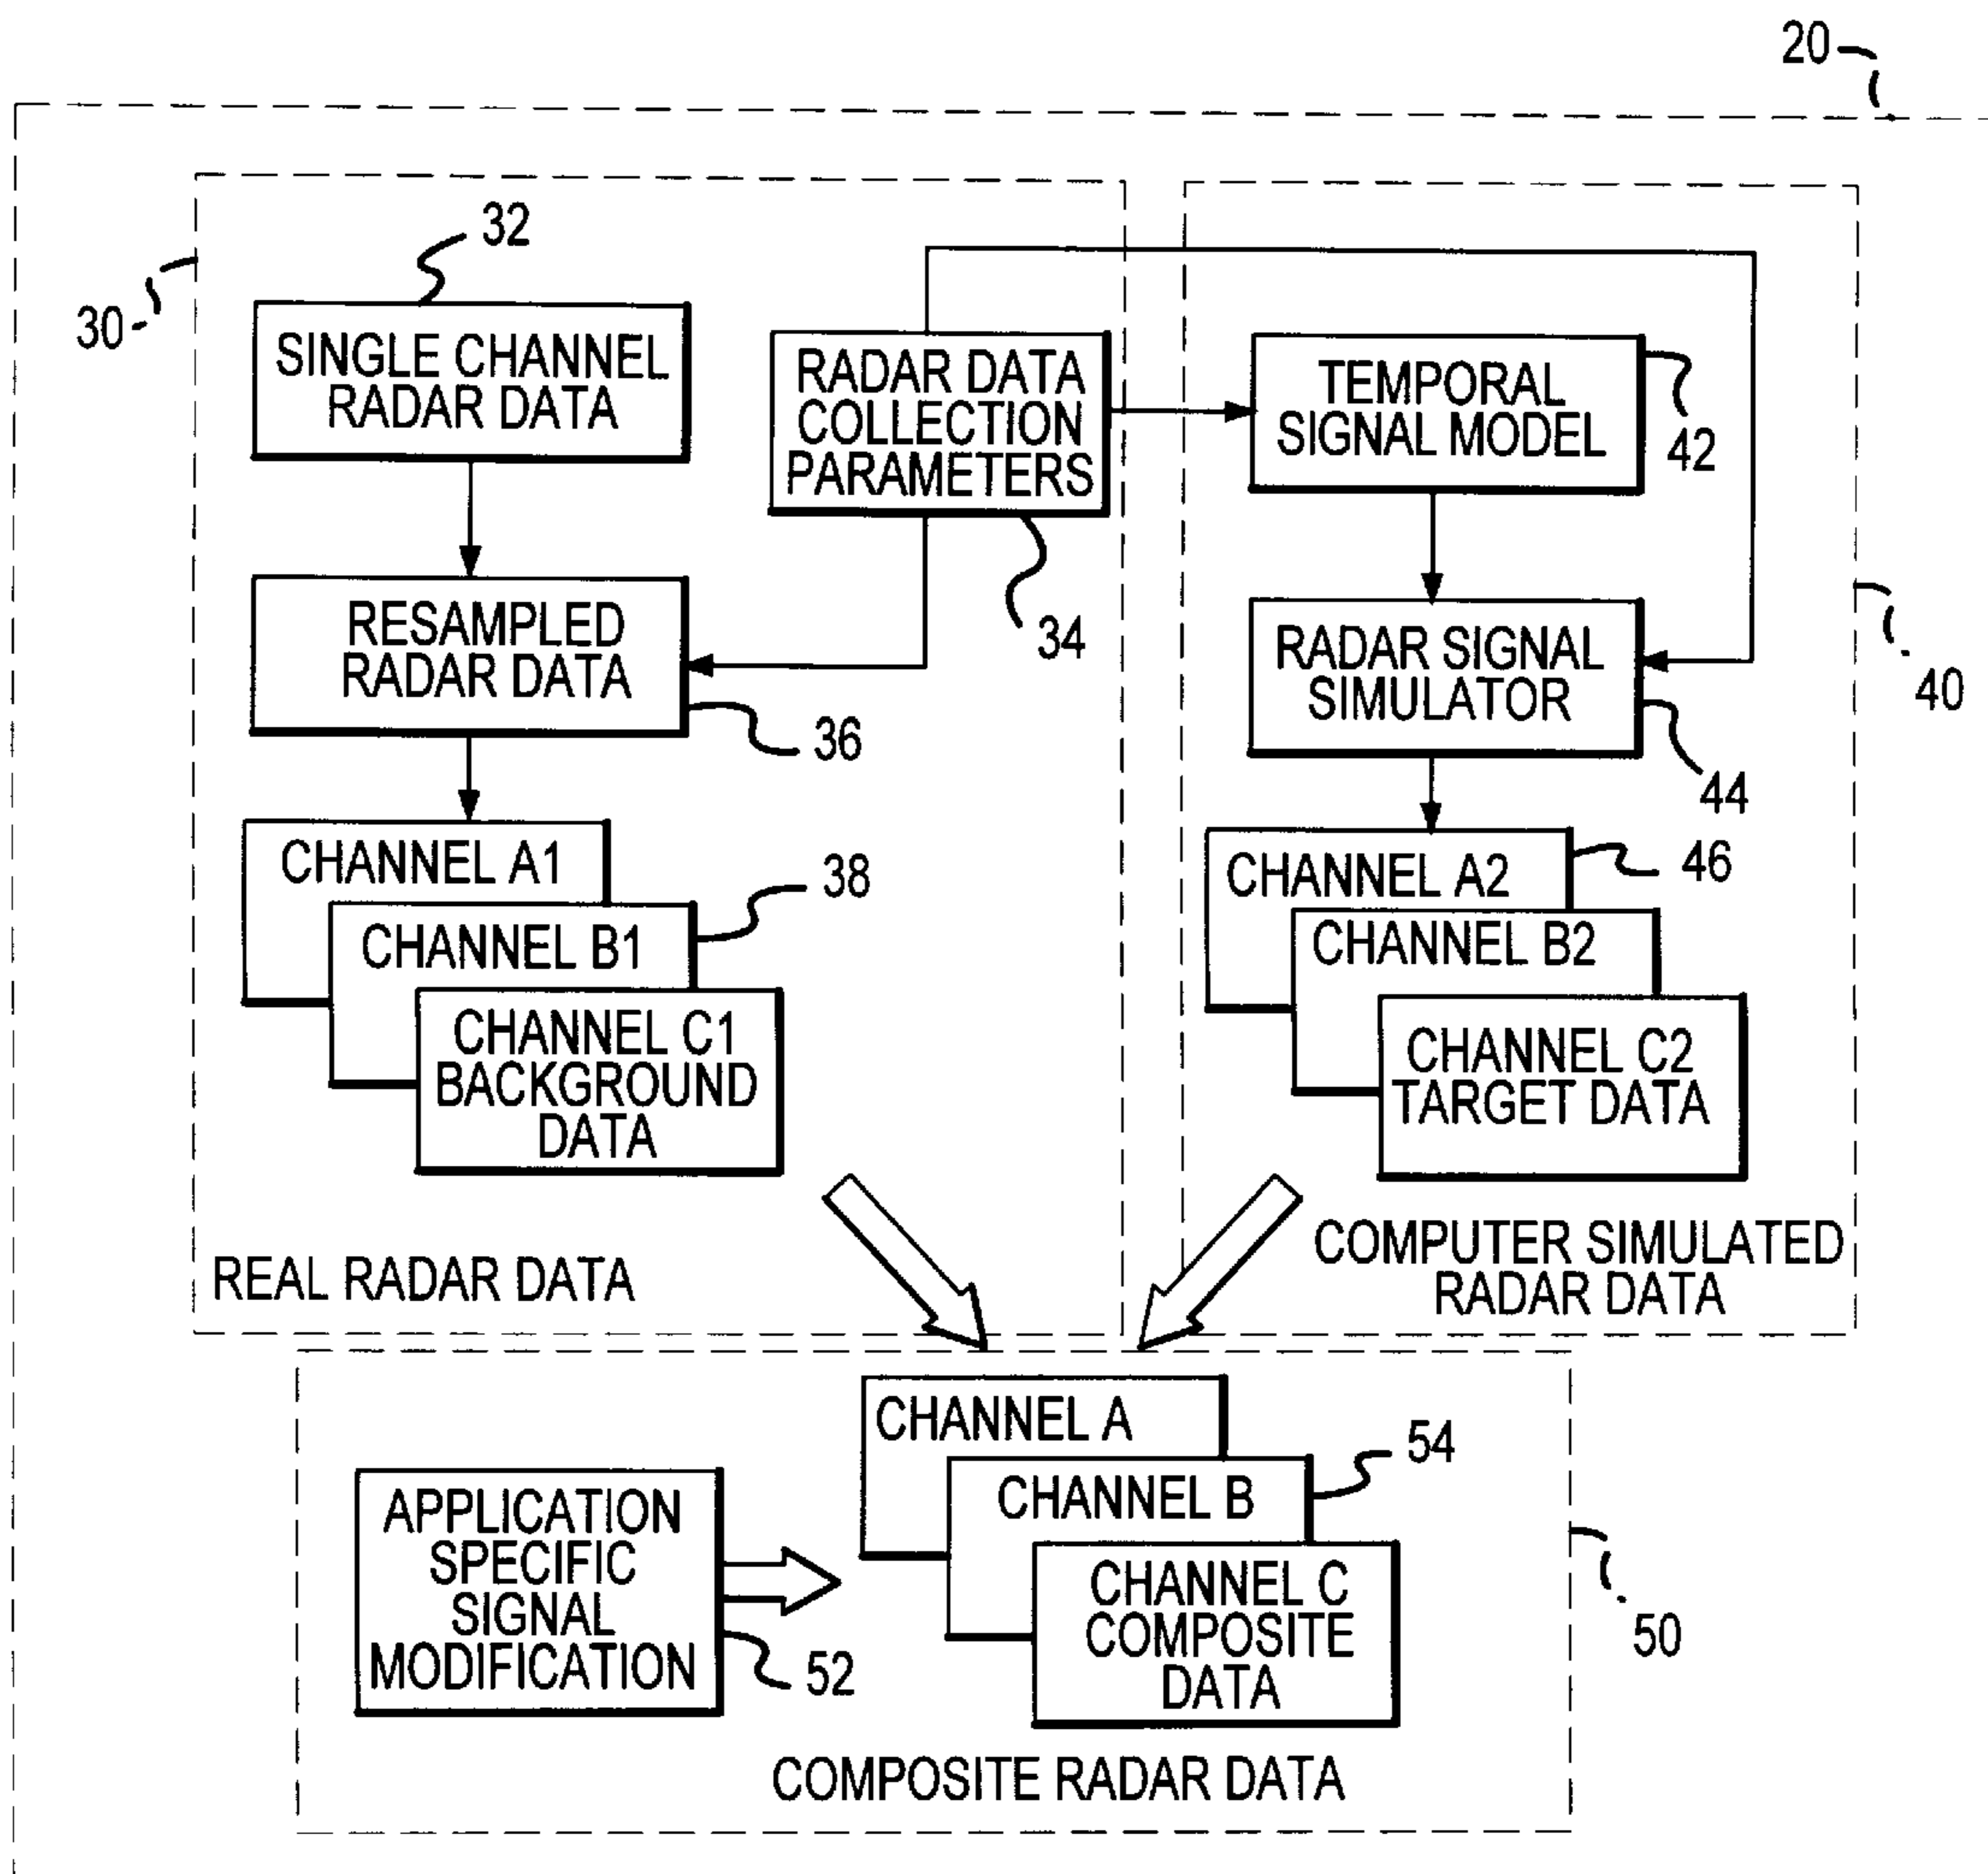 20
30
32
SINGLE CHANNEL
RADAR DATA
RADAR DATA
COLLECTION
PARAMETERS
34
TEMPORAL
SIGNAL MODEL
42
RESAMPLED
RADAR DATA
36
RADAR SIGNAL
SIMULATOR
44
40
CHANNEL A1
CHANNEL B1
38
CHANNEL C1
BACKGROUND
DATA
CHANNEL A2
46
CHANNEL B2
CHANNEL C2
TARGET DATA
REAL RADAR DATA
COMPUTER SIMULATED
RADAR DATA
APPLICATION
SPECIFIC
SIGNAL
MODIFICATION
52
CHANNEL A
CHANNEL B
54
CHANNEL C
COMPOSITE
DATA
50
COMPOSITE RADAR DATA